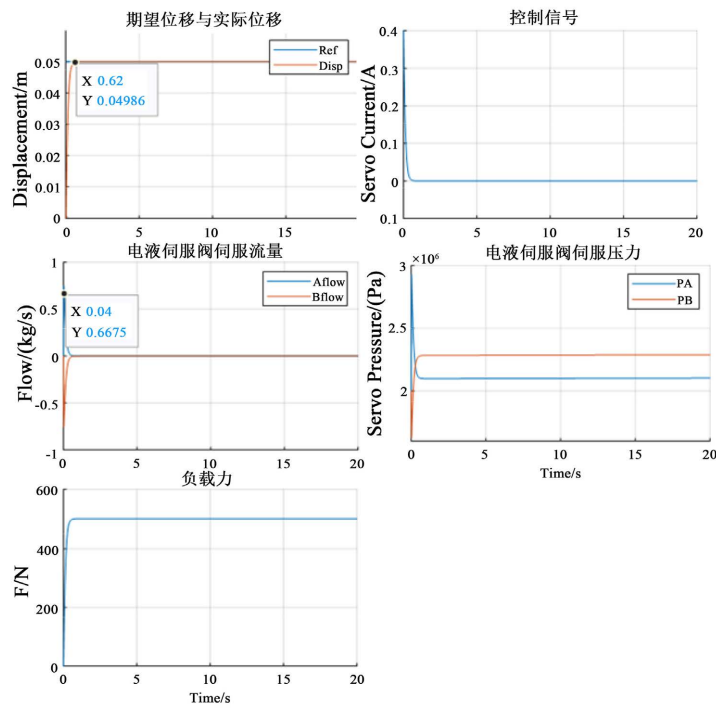 期望位移与实际位移
Displacement/m
0.05
0.04
0.03
0.02
0.01
0
Ref
Disp
X 0.62
Y 0.04986
0 5 10 15
控制信号
Servo Current/A
0.4
0.3
0.2
0.1
0
0.1
0 5 10 15 20
电液伺服阀伺服流量
Flow/(kg/s)
1
0.5
0
-0.5
-1
Aflow
Bflow
X 0.04
Y 0.6675
0 5 10 15 20
电液伺服阀伺服压力
Servo Pressure/(Pa)
× 10⁶
3
2.5
2
PA
PB
0 5 10 15 20
Time/s
负载力
F/N
600
400
200
0
0 5 10 15 20
Time/s